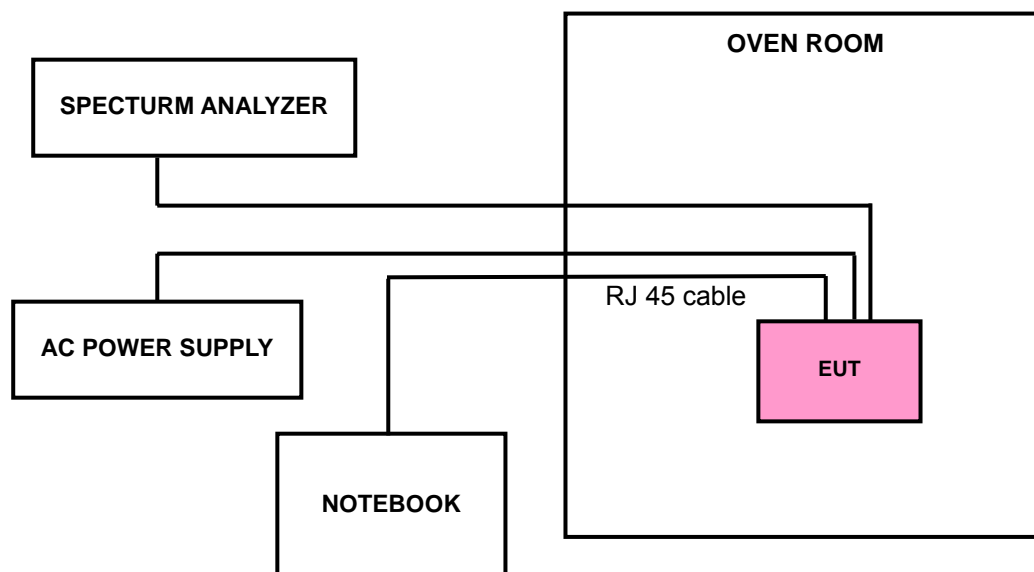 OVEN ROOM
SPECTURM ANALYZER
RJ 45 cable
AC POWER SUPPLY
EUT
NOTEBOOK